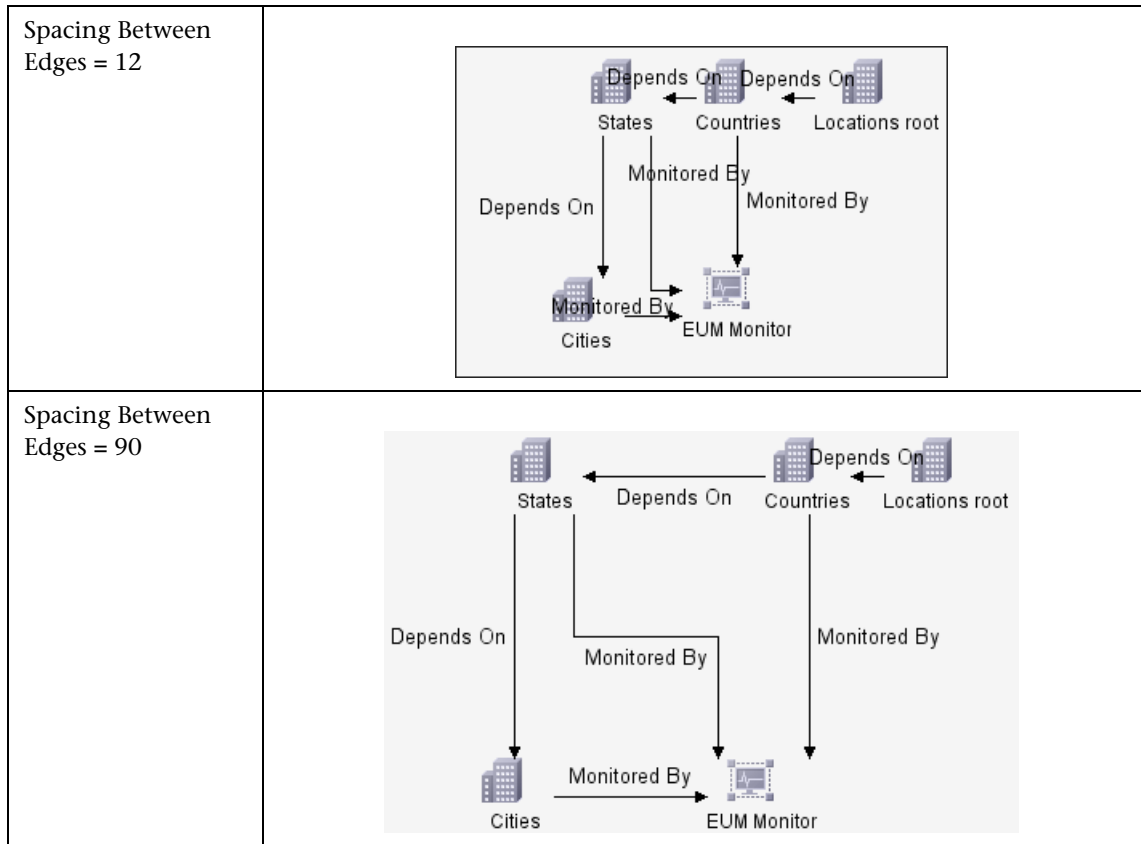 Spacing Between
Edges = 12
Depends On Depends On
States Countries Locations root
Monitored By
Depends On Monitored By
Monitored By
EUM Monitor
Cities
Spacing Between
Edges = 90
Depends On
States Depends On Countries Locations root
Depends On Monitored By
Monitored By
Monitored By
Cities EUM Monitor